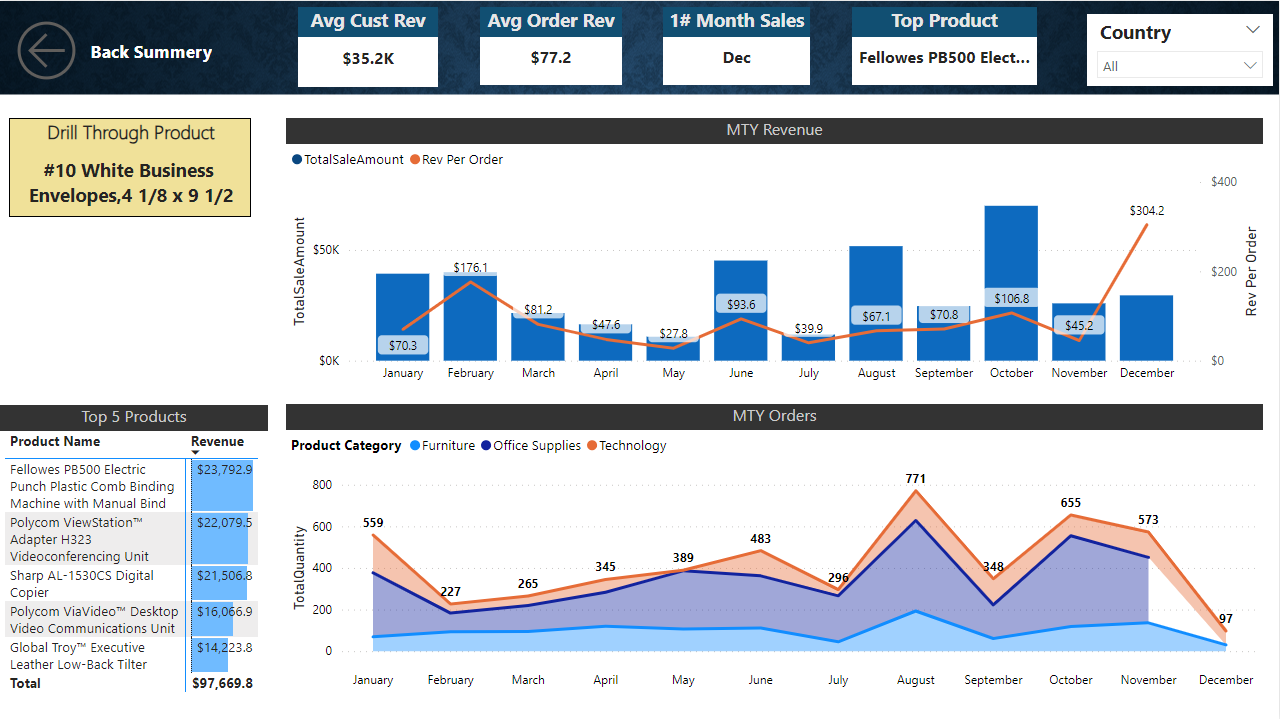 Back Summery
Avg Cust Rev
$35.2K
Avg Order Rev
$77.2
1# Month Sales
Dec
Top Product
Fellowes PB500 Elect...
Country
All
Drill Through Product
#10 White Business
Envelopes,4 1/8 x 9 1/2
MTY Revenue
TotalSaleAmount Rev Per Order
TotalSaleAmount
$50K
$0K
$400
$200
$0
Rev Per Order
$70.3
$176.1
$81.2
$47.6
$27.8
$93.6
$39.9
$67.1
$70.8
$106.8
$45.2
$304.2
January February March April May June July August September October November December
Top 5 Products
Product Name Revenue
Fellowes PB500 Electric $23,792.9
Punch Plastic Comb Binding
Machine with Manual Bind
Polycom ViewStation™ $22,079.5
Adapter H323
Videoconferencing Unit
Sharp AL-1530CS Digital $21,506.8
Copier
Polycom ViaVideo™ Desktop $16,066.9
Video Communications Unit
Global Troy™ Executive $14,223.8
Leather Low-Back Tilter
Total $97,669.8
MTY Orders
Product Category Furniture Office Supplies Technology
TotalQuantity
800
600
400
200
0
559
227
265
345
389
483
296
771
348
655
573
97
January February March April May June July August September October November December